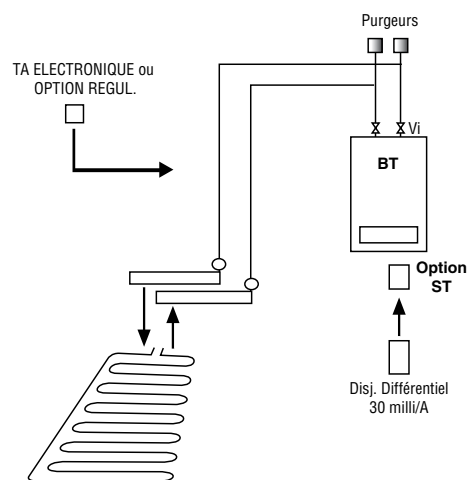 Purgeurs
TA ELECTRONIQUE ou
OPTION REGUL.
Vi
BT
Option
ST
Disj. Différentiel
30 milli/A